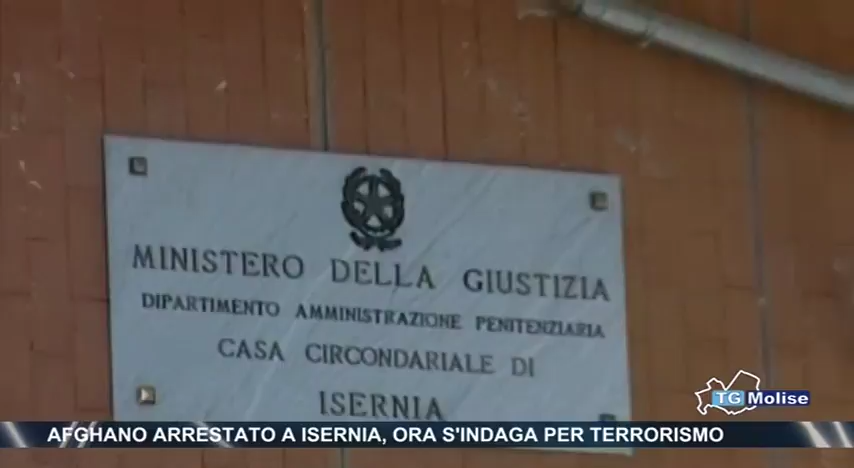 MINISTERO DELLA GIUSTIZIA
DIPARTIMENTO AMMINISTRAZIONE PENITENZIARIA
CASA CIRCONDARIALE DI
ISERNIA
TG Molise
AFGHANO ARRESTATO A ISERNIA, ORA S'INDAGA PER TERRORISMO